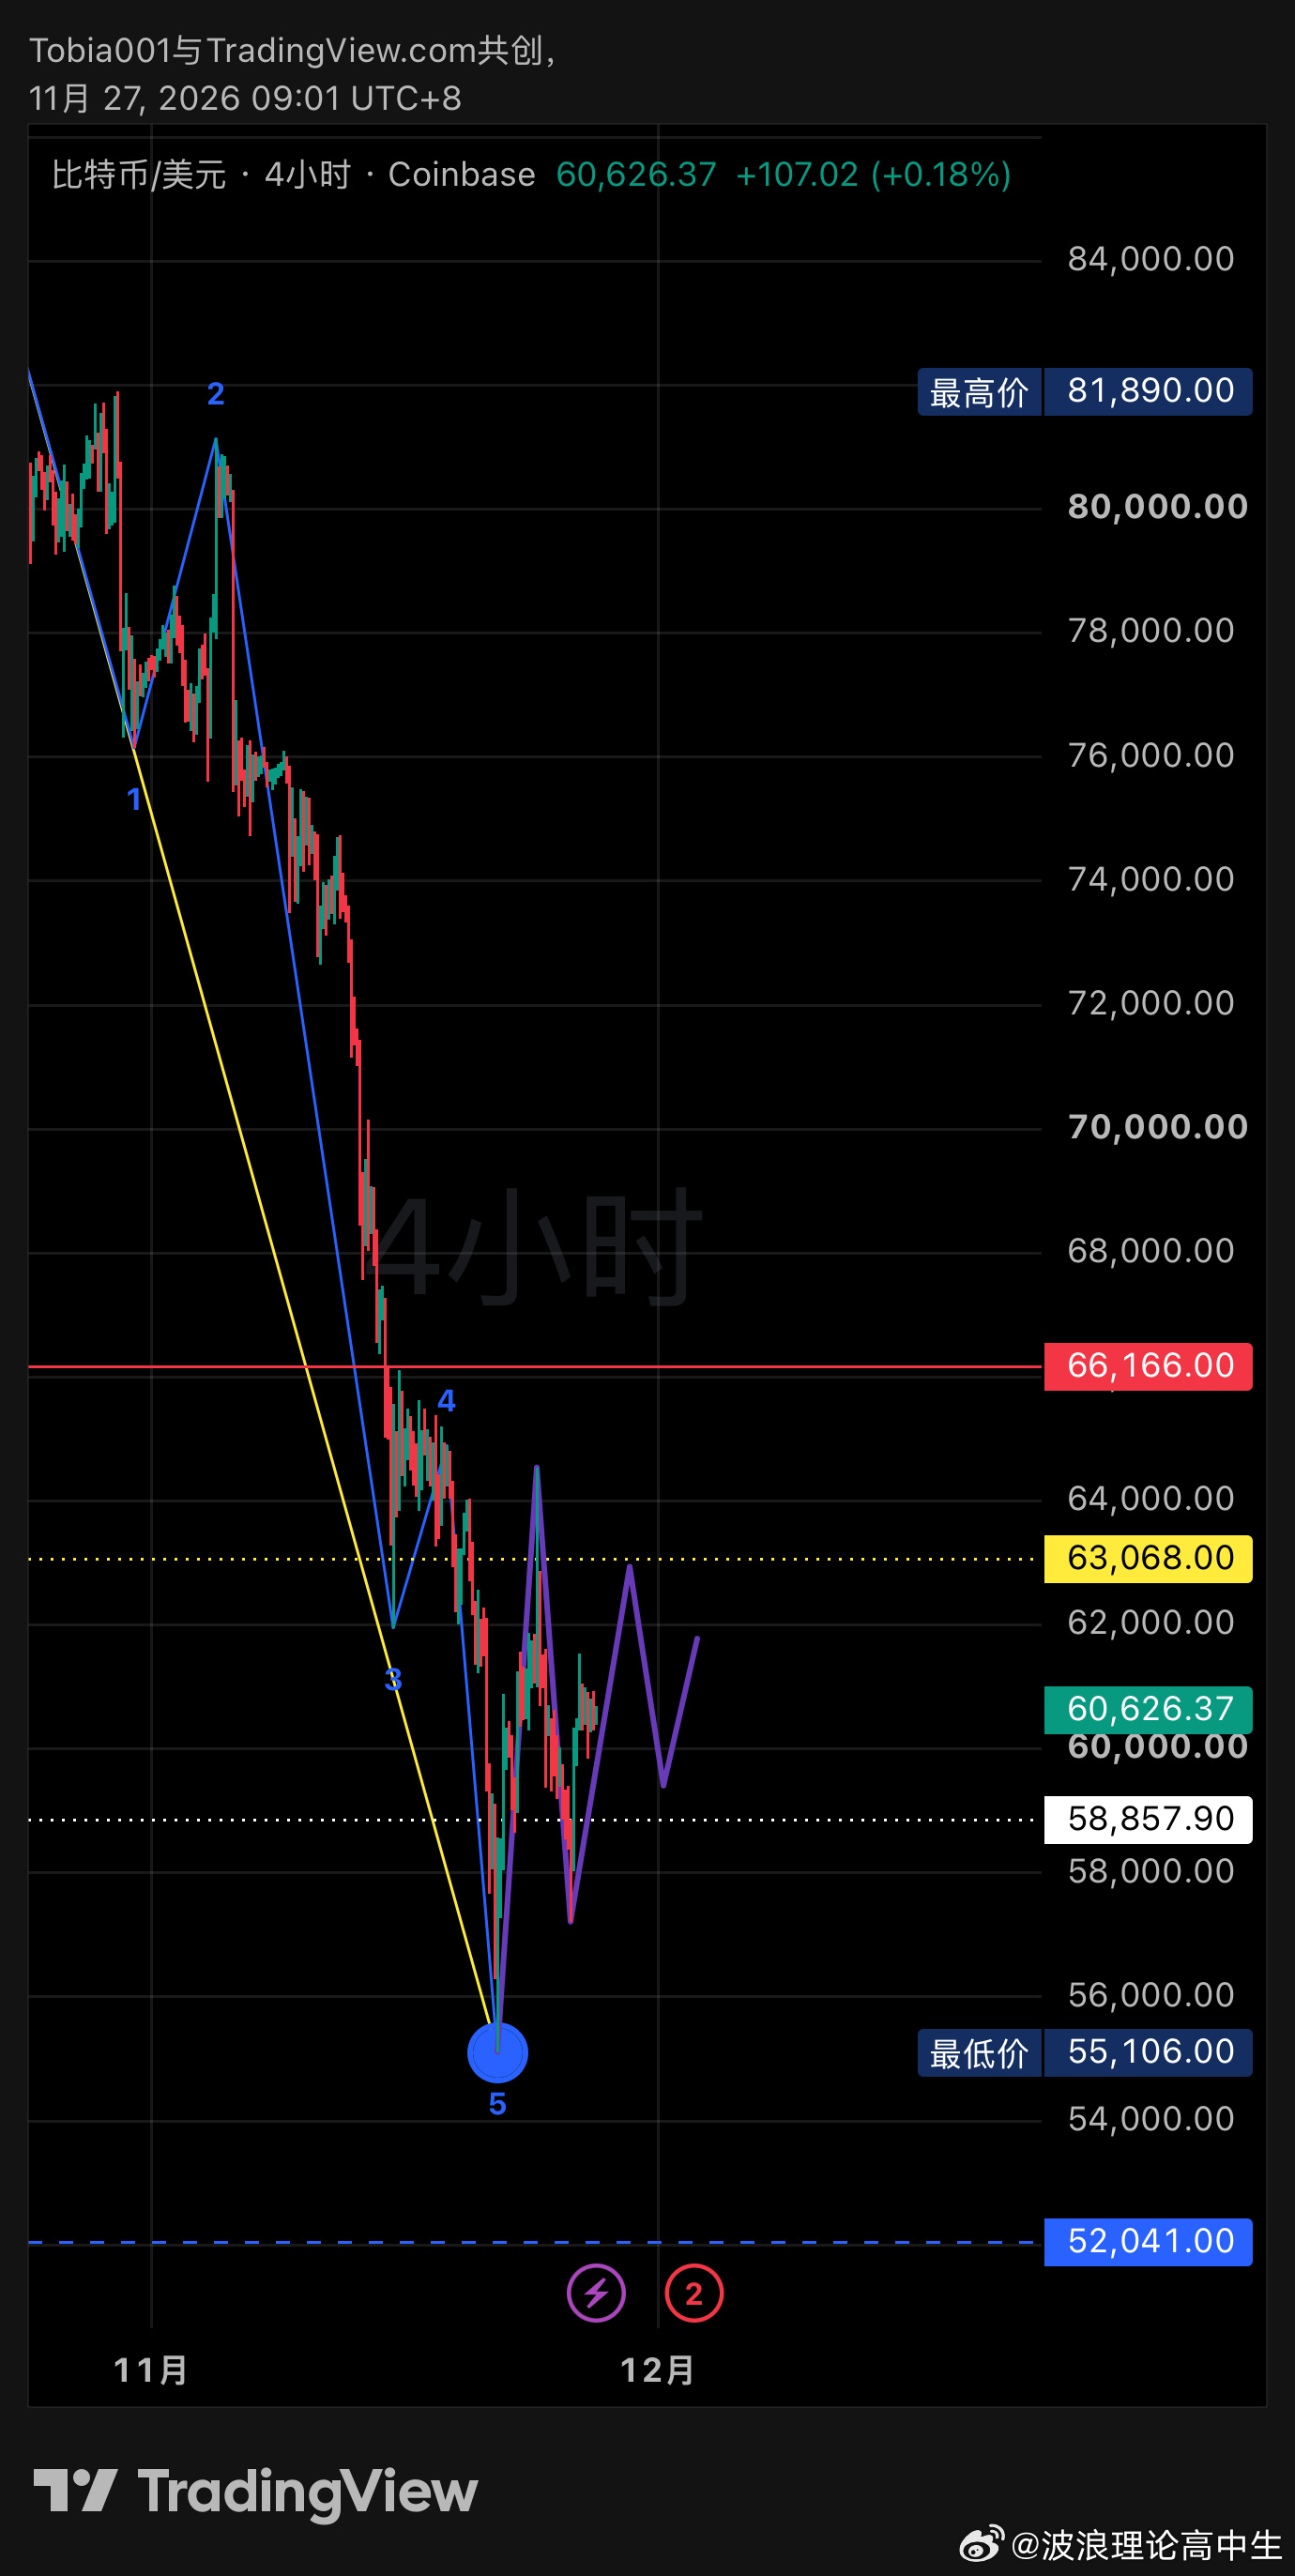 Tobia001与TradingView.com共创,
11月 27, 2026 09:01 UTC+8
比特币/美元 · 4小时 · Coinbase 60,626.37 +107.02 (+0.18%)
84,000.00
最高价 81,890.00
2
80,000.00
78,000.00
76,000.00
1
74,000.00
72,000.00
70,000.00
4小时
68,000.00
66,166.00
4
64,000.00
63,068.00
62,000.00
3
60,626.37
60,000.00
58,857.90
58,000.00
56,000.00
最低价 55,106.00
5
54,000.00
52,041.00
2
11月 12月
TradingView
@波浪理论高中生